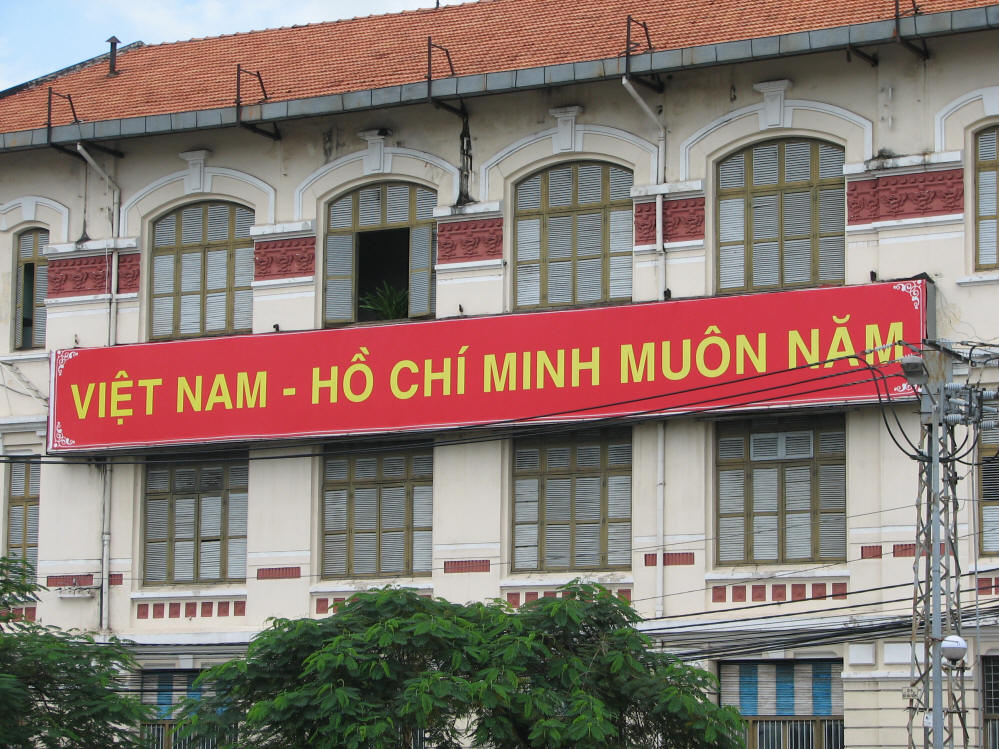 VIỆT NAM - HỒ CHÍ MINH MUÔN NĂM